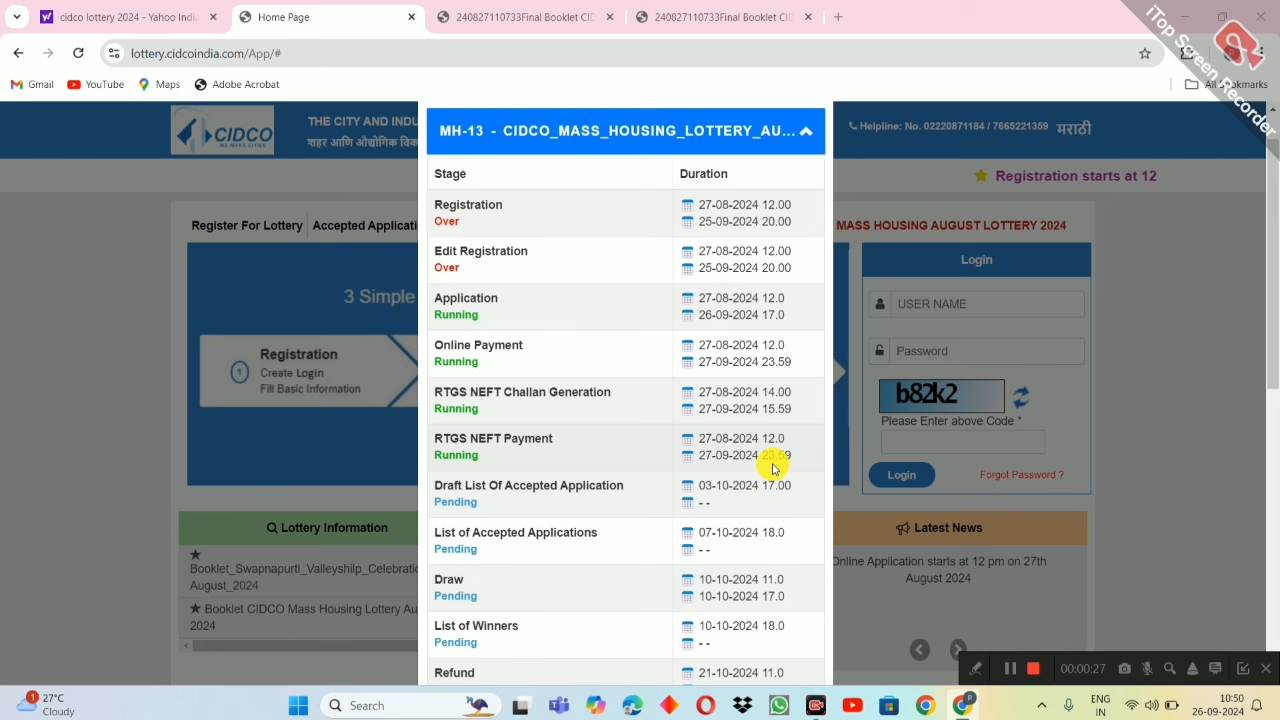 cidco lottery 2024 - Yahoo India
Home Page
240827110733Final Booklet CID
240827110733Final Booklet CID
iTop Screen Recorder
lottery.cidcoindia.com/App/#
Gmail
YouTube
Maps
Adobe Acrobat
All Bookmarks
CIDCO
WE MAKE CITIES
THE CITY AND INDU
शहर आणि औद्योगिक विक
Helpline: No. 02220871184 / 7665221359
मराठी
Registration starts at 12
Register For Lottery
Accepted Applicati
MASS HOUSING AUGUST LOTTERY 2024
3 Simple
1
Registration
Create Login
Fill Basic Information
MH-13 - CIDCO_MASS_HOUSING_LOTTERY_AU...
Stage Duration
Registration 27-08-2024 12.00
Over 25-09-2024 20.00
Edit Registration 27-08-2024 12.00
Over 25-09-2024 20.00
Application 27-08-2024 12.0
Running 26-09-2024 17.0
Online Payment 27-08-2024 12.0
Running 27-09-2024 23.59
RTGS NEFT Challan Generation 27-08-2024 14.00
Running 27-09-2024 15.59
RTGS NEFT Payment 27-08-2024 12.0
Running 27-09-2024 23.59
Draft List Of Accepted Application 03-10-2024 17.00
Pending - -
List of Accepted Applications 07-10-2024 18.0
Pending - -
Draw 10-10-2024 11.0
Pending 10-10-2024 17.0
List of Winners 10-10-2024 18.0
Pending - -
Refund 21-10-2024 11.0
Login
USER NAME
Password
b82k2
Please Enter above Code *
Login
Forgot Password ?
Lottery Information
★
Booklet_Swapnapurti_Valleyshilp_Celebratio
August_2024
★ Booklet CIDCO Mass Housing Lottery Au
2024
Latest News
Online Application starts at 12 pm on 27th
August 2024
00:00:27
1
27°C
Cloudy
Search
ENG
IN
10:50
26-09-2024